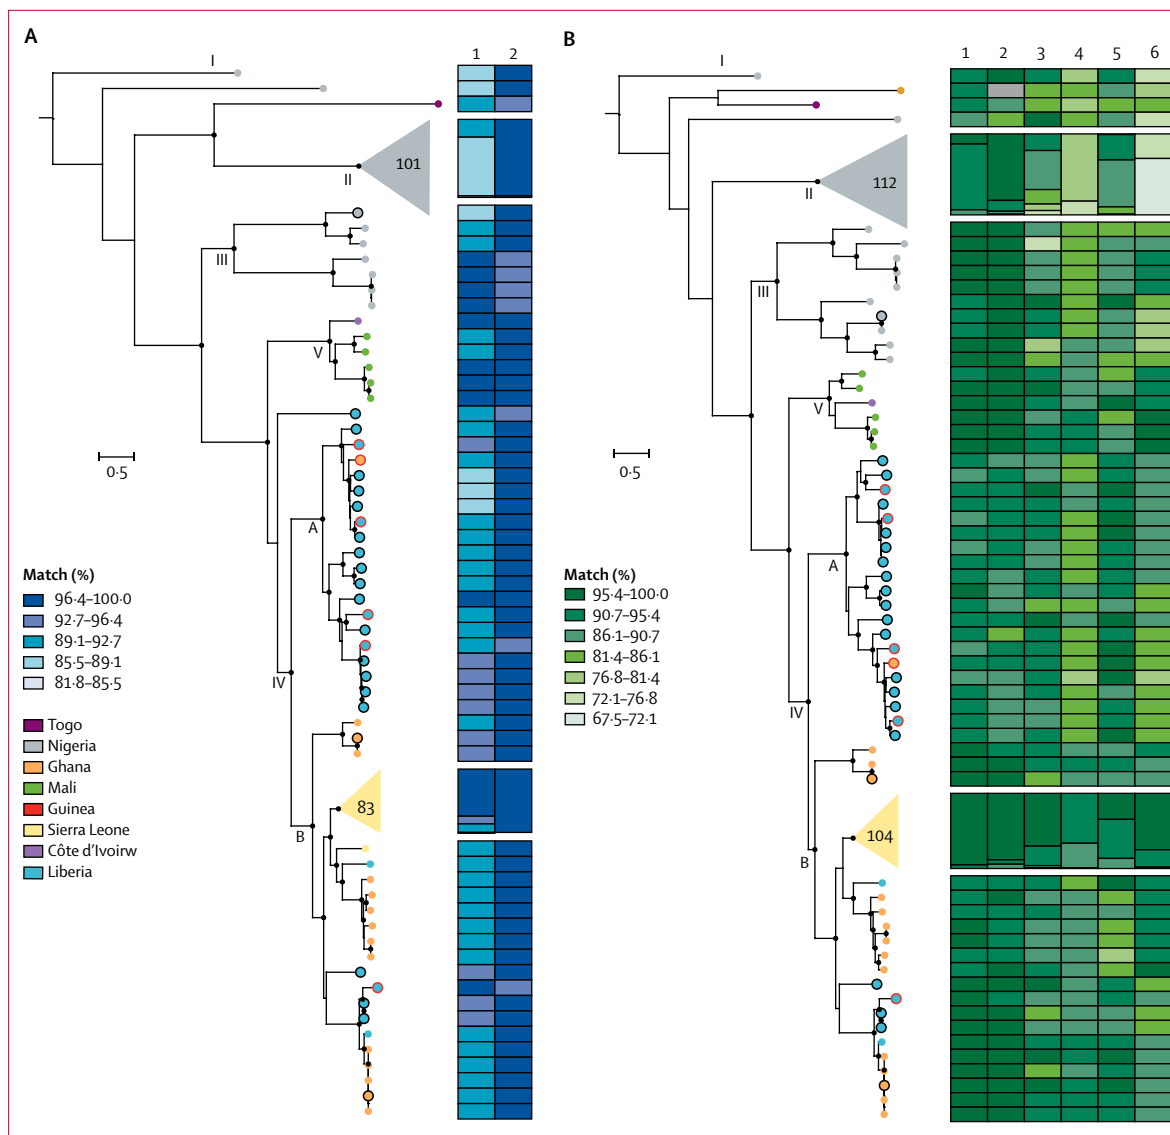 A
1 2
I
101
II
III
V
0·5
A
Match (%)
96·4–100·0
92·7–96·4
89·1–92·7
85·5–89·1
81·8–85·5
IV
Togo
Nigeria
Ghana
Mali
Guinea
Sierra Leone
Côte d'Ivoirw
Liberia
83
B
B
1 2 3 4 5 6
I
112
II
III
V
0·5
A
Match (%)
95·4–100·0
90·7–95·4
86·1–90·7
81·4–86·1
76·8–81·4
72·1–76·8
67·5–72·1
IV
104
B